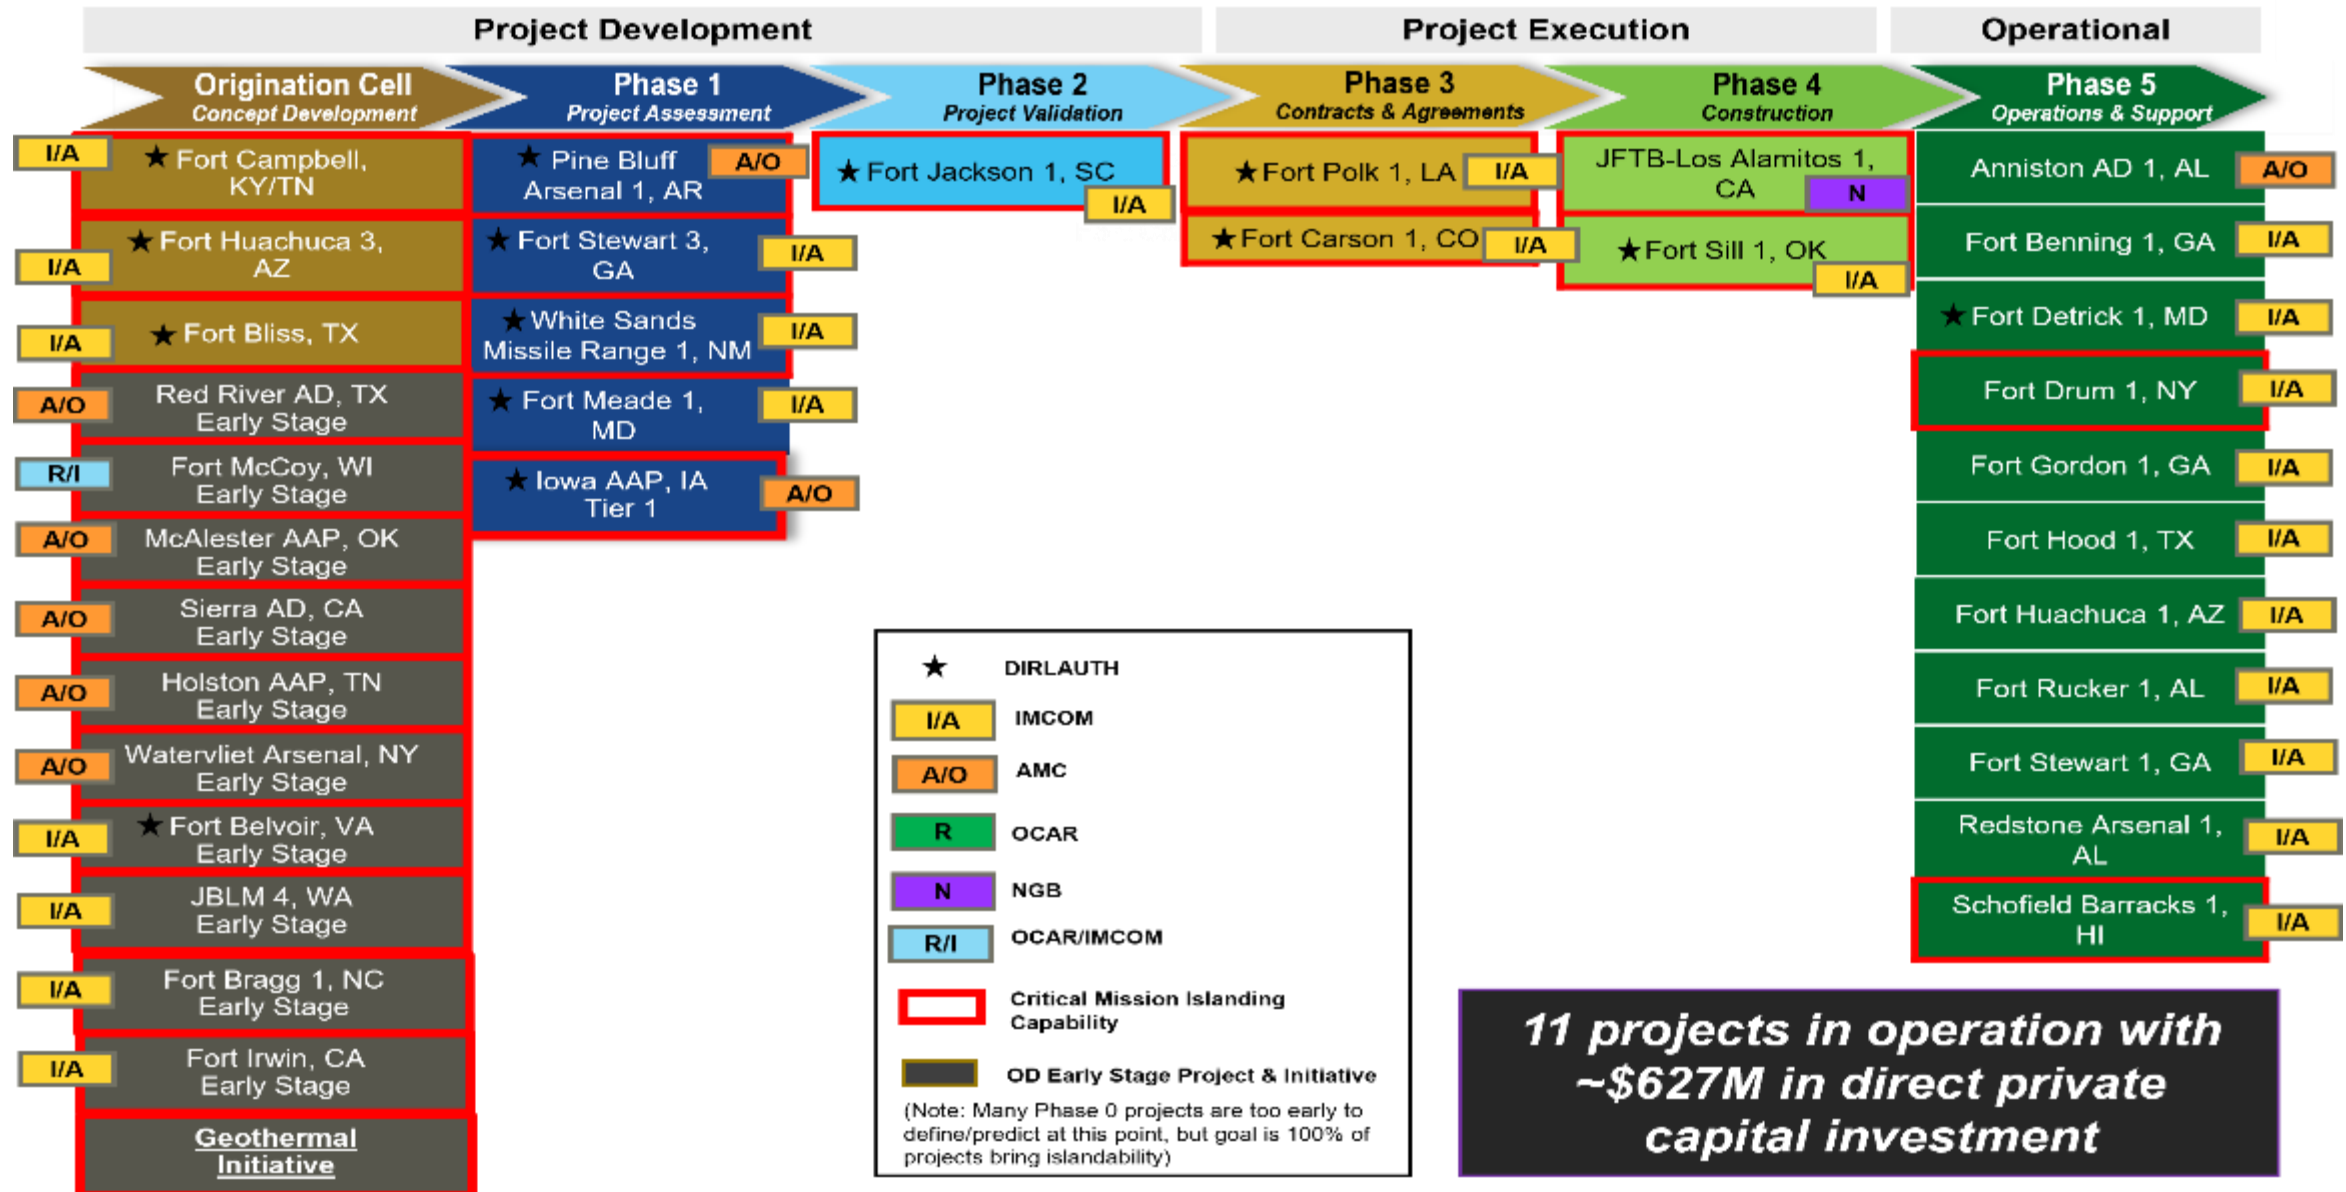 Project Development
Project Execution
Operational
Origination Cell
Concept Development
Phase 1
Project Assessment
Phase 2
Project Validation
Phase 3
Contracts & Agreements
Phase 4
Construction
Phase 5
Operations & Support
I/A
★ Fort Campbell,
KY/TN
I/A
★ Fort Huachuca 3,
AZ
I/A
★ Fort Bliss, TX
A/O
Red River AD, TX
Early Stage
R/I
Fort McCoy, WI
Early Stage
A/O
McAlester AAP, OK
Early Stage
A/O
Sierra AD, CA
Early Stage
A/O
Holston AAP, TN
Early Stage
A/O
Watervliet Arsenal, NY
Early Stage
I/A
★ Fort Belvoir, VA
Early Stage
I/A
JBLM 4, WA
Early Stage
I/A
Fort Bragg 1, NC
Early Stage
I/A
Fort Irwin, CA
Early Stage
Geothermal
Initiative
★ Pine Bluff
Arsenal 1, AR
A/O
★ Fort Stewart 3,
GA
I/A
★ White Sands
Missile Range 1, NM
I/A
★ Fort Meade 1,
MD
I/A
★ Iowa AAP, IA
Tier 1
A/O
★ Fort Jackson 1, SC
I/A
★ Fort Polk 1, LA
I/A
★ Fort Carson 1, CO
I/A
JFTB-Los Alamitos 1,
CA
N
★ Fort Sill 1, OK
I/A
Anniston AD 1, AL
A/O
Fort Benning 1, GA
I/A
★ Fort Detrick 1, MD
I/A
Fort Drum 1, NY
I/A
Fort Gordon 1, GA
I/A
Fort Hood 1, TX
I/A
Fort Huachuca 1, AZ
I/A
Fort Rucker 1, AL
I/A
Fort Stewart 1, GA
I/A
Redstone Arsenal 1,
AL
I/A
Schofield Barracks 1,
HI
I/A
★ DIRLAUTH
I/A IMCOM
A/O AMC
R OCAR
N NGB
R/I OCAR/IMCOM
Critical Mission Islanding
Capability
OD Early Stage Project & Initiative
(Note: Many Phase 0 projects are too early to
define/predict at this point, but goal is 100% of
projects bring islandability)
11 projects in operation with
~$627M in direct private
capital investment